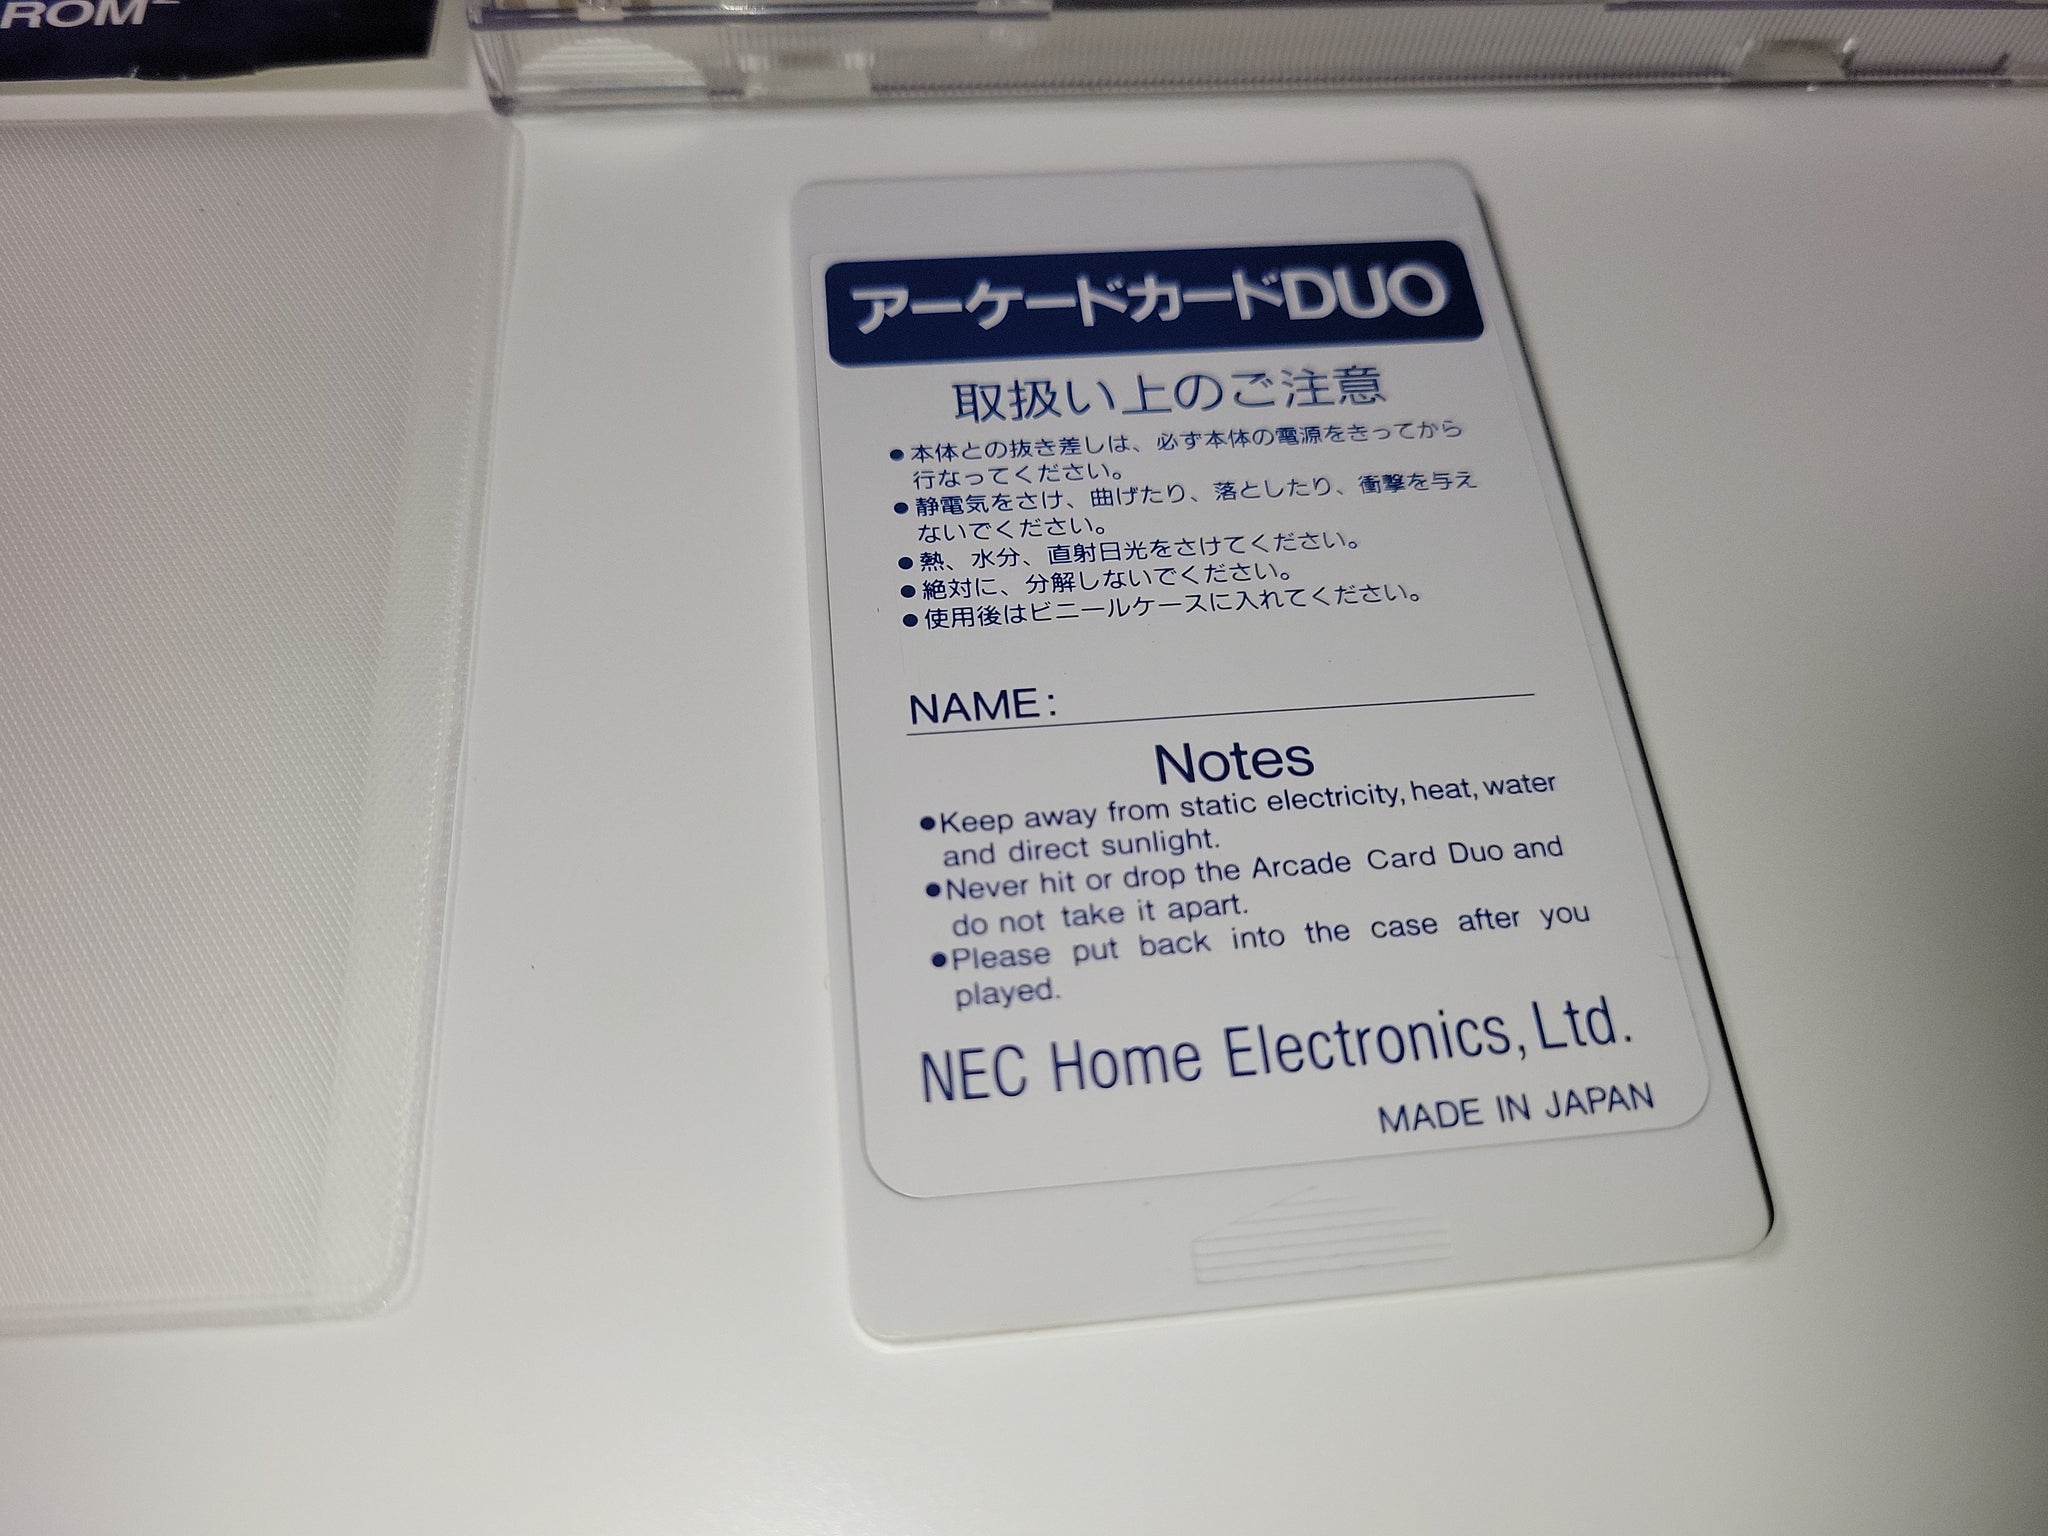 ROM²
アーケードカードDUO
取扱い上のご注意
●本体との抜き差しは、必ず本体の電源をきってから
行なってください。
●静電気をさけ、曲げたり、落としたり、衝撃を与え
ないでください。
●熱、水分、直射日光をさけてください。
●絶対に、分解しないでください。
●使用後はビニールケースに入れてください。
NAME:
Notes
●Keep away from static electricity, heat, water
and direct sunlight.
●Never hit or drop the Arcade Card Duo and
do not take it apart.
●Please put back into the case after you
played.
NEC Home Electronics, Ltd.
MADE IN JAPAN